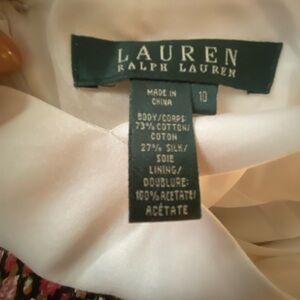 LAUREN
RALPH LAUREN
MADE IN
CHINA
10
BODY/CORPS:
73% COTTON/
COTON
27% SILK/
SOIE
LINING/
DOUBLURE:
100% ACETATE/
ACÉTATE